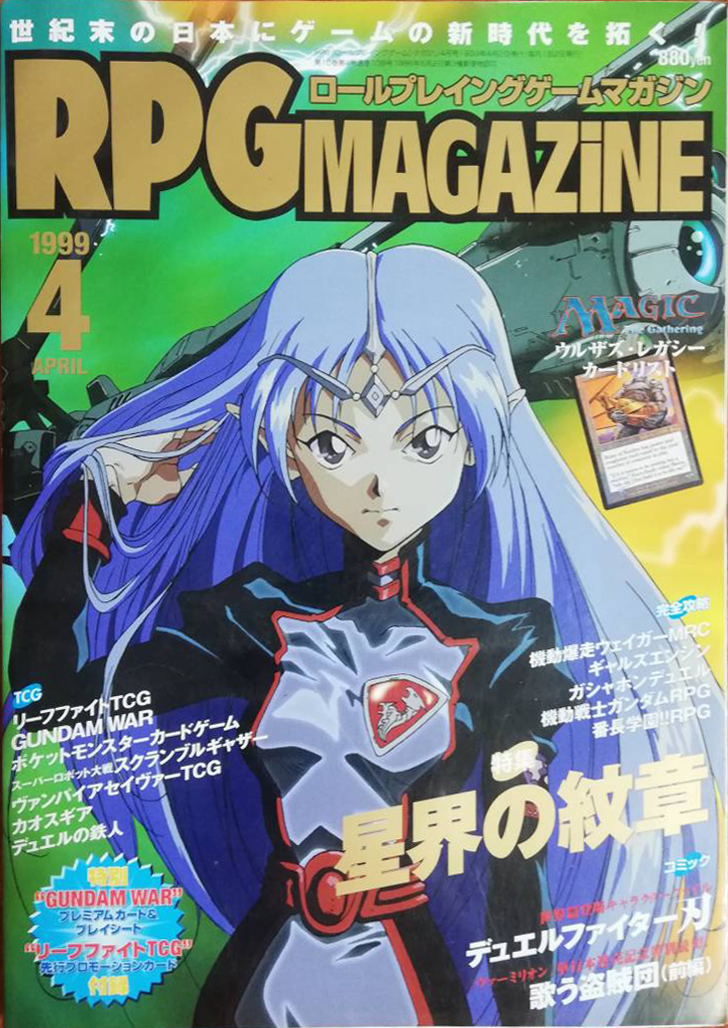 世紀末の日本にゲームの新時代を拓く!
880yen
ロールプレイングゲームマガジン
RPG MAGAZiNE
1999
4
APRIL
MAGIC
The Gathering
ウルザズ・レガシー
カードリスト
完全攻略
機動爆走ウェイガーMRC
ギャルズエンジン
ガシャポンデュエル
機動戦士ガンダムRPG
番長学園!!RPG
TCG
リーフファイトTCG
GUNDAM WAR
ポケットモンスターカードゲーム
スーパーロボット大戦 スクランブルギャザー
ヴァンパイアセイヴァーTCG
カオスギア
デュエルの鉄人
特集
星界の紋章
特別
"GUNDAM WAR"
プレミアムカード&
プレイシート
"リーフファイトTCG"
先行プロモーションカード
付録
コミック
デュエルファイター刃
ヴァーミリオン
歌う盗賊団(前編)